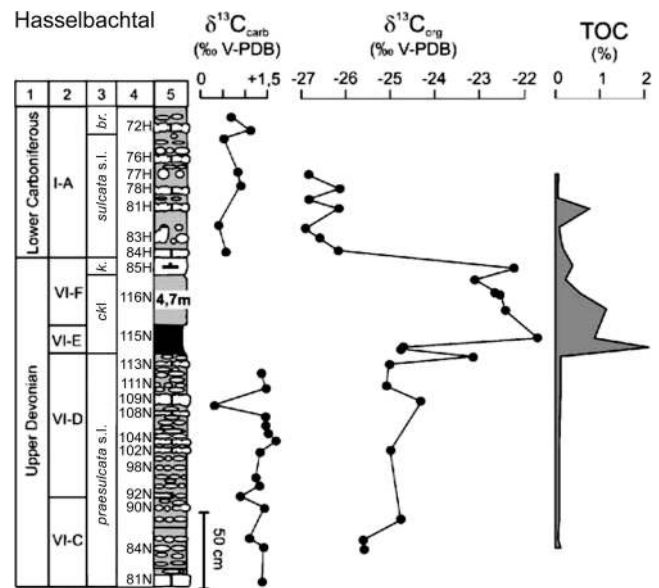 Hasselbachtal
δ¹³Ccarb
(‰ V-PDB)
0 +1,5
δ¹³Corg
(‰ V-PDB)
-27 -26 -25 -24 -23 -22
TOC
(%)
0 1 2
1 2 3 4 5
Lower Carboniferous
Upper Devonian
I-A
VI-F
VI-E
VI-D
VI-C
br.
sulcata s.l.
k.
ckl
praesulcata s.l.
72H
76H
77H
78H
81H
83H
84H
85H
116N
4,7m
115N
113N
111N
109N
108N
104N
102N
98N
92N
90N
84N
81N
50 cm